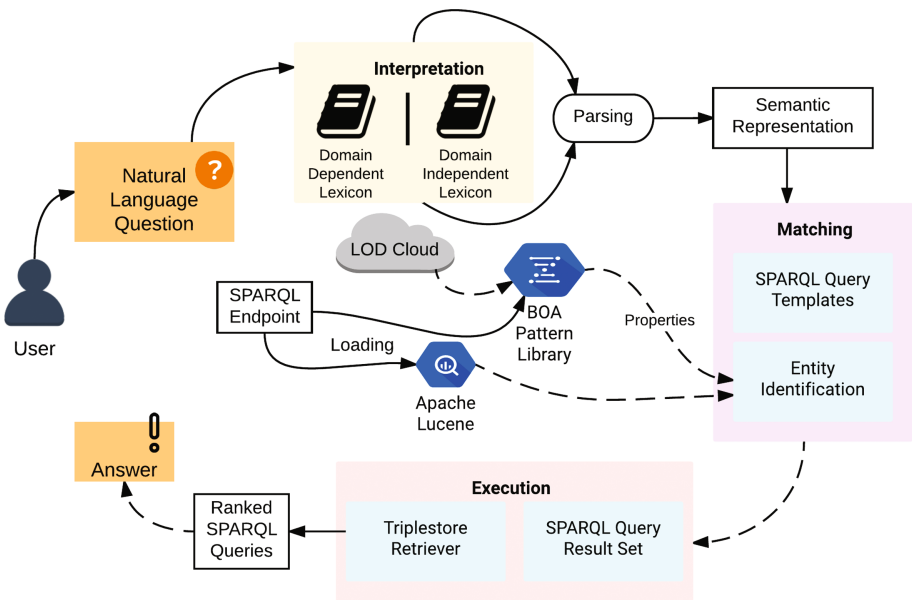 Interpretation
Domain
Dependent
Lexicon
Domain
Independent
Lexicon
Parsing
Semantic
Representation
?
Natural
Language
Question
User
LOD Cloud
SPARQL
Endpoint
Loading
BOA
Pattern
Library
Apache
Lucene
Properties
Matching
SPARQL Query
Templates
Entity
Identification
Execution
Triplestore
Retriever
SPARQL Query
Result Set
Ranked
SPARQL
Queries
!
Answer